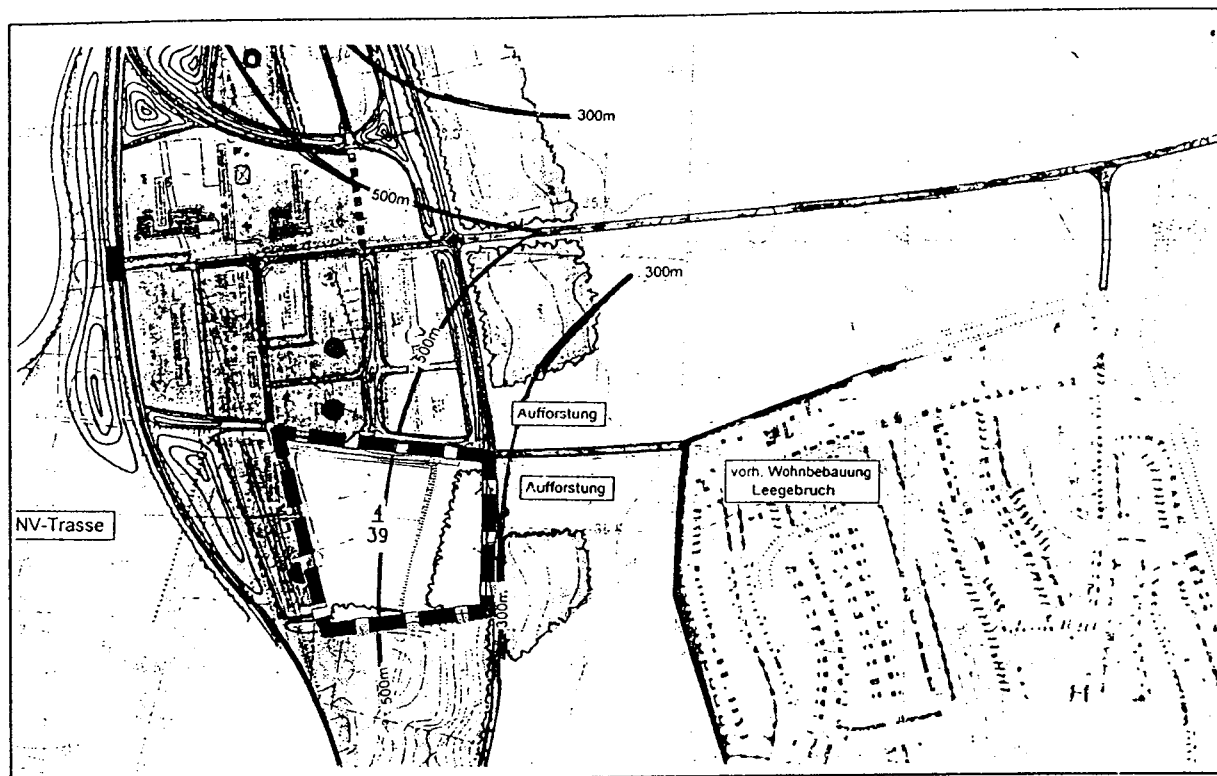 300m
500m
300m
500m
Aufforstung
Aufforstung
vorh. Wohnbebauung
Leegebruch
NV-Trasse
4
39
300m
500m